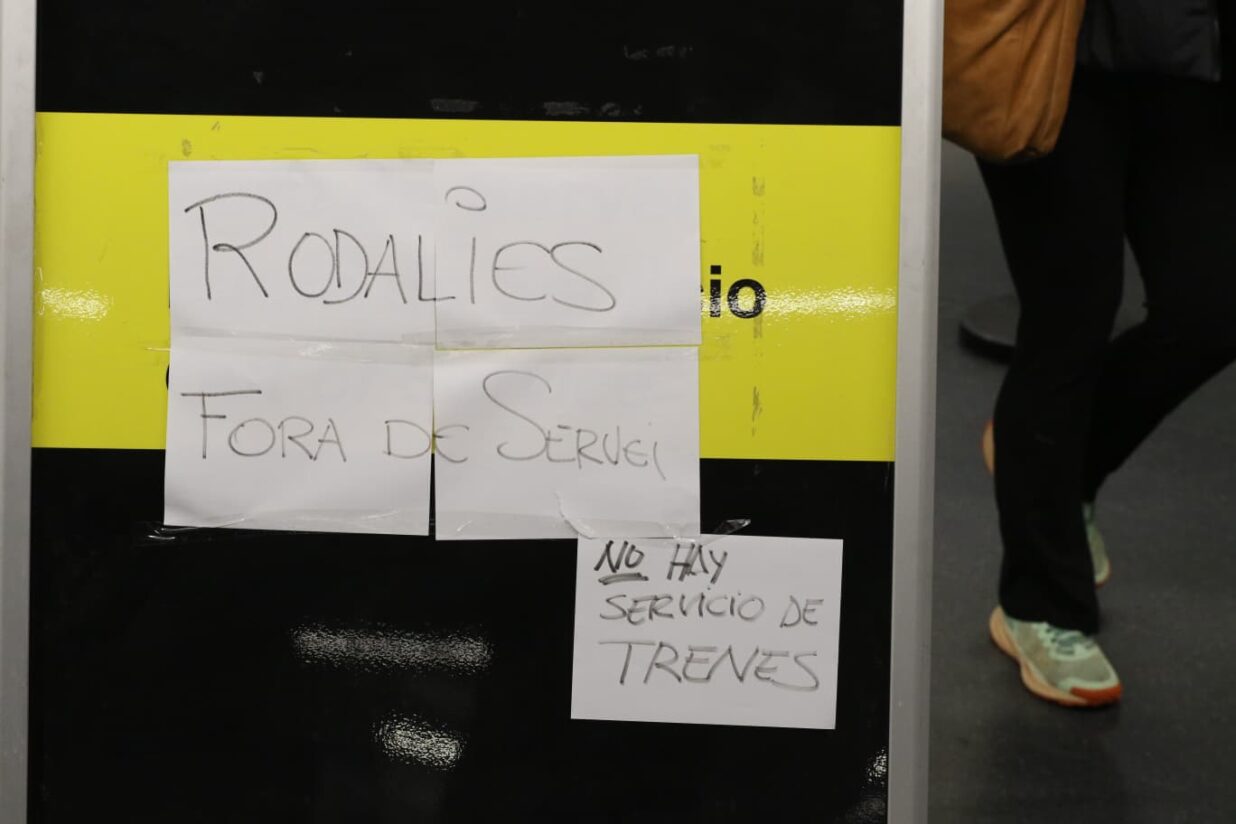 RODALIES
FORA DE SERVEI
NO HAY
SERVICIO DE
TRENES